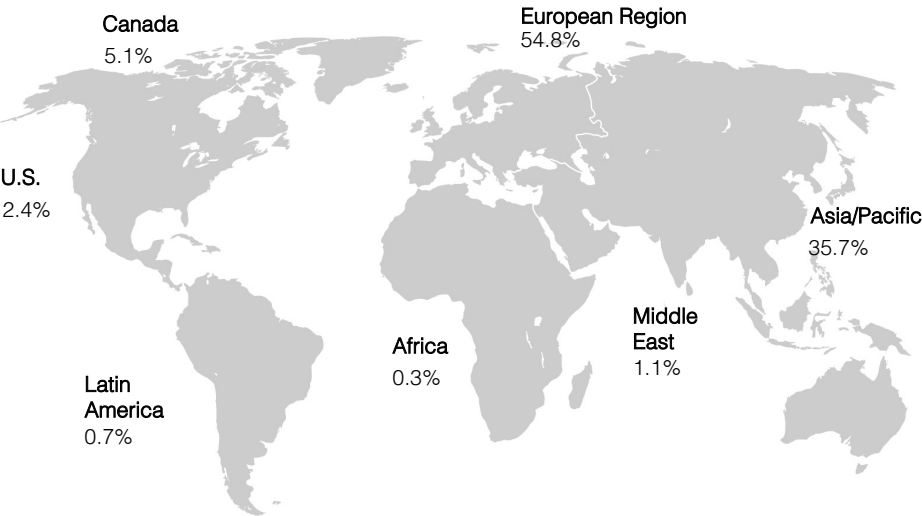 Canada
5.1%
European Region
54.8%
U.S.
2.4%
Asia/Pacific
35.7%
Middle
East
1.1%
Africa
0.3%
Latin
America
0.7%